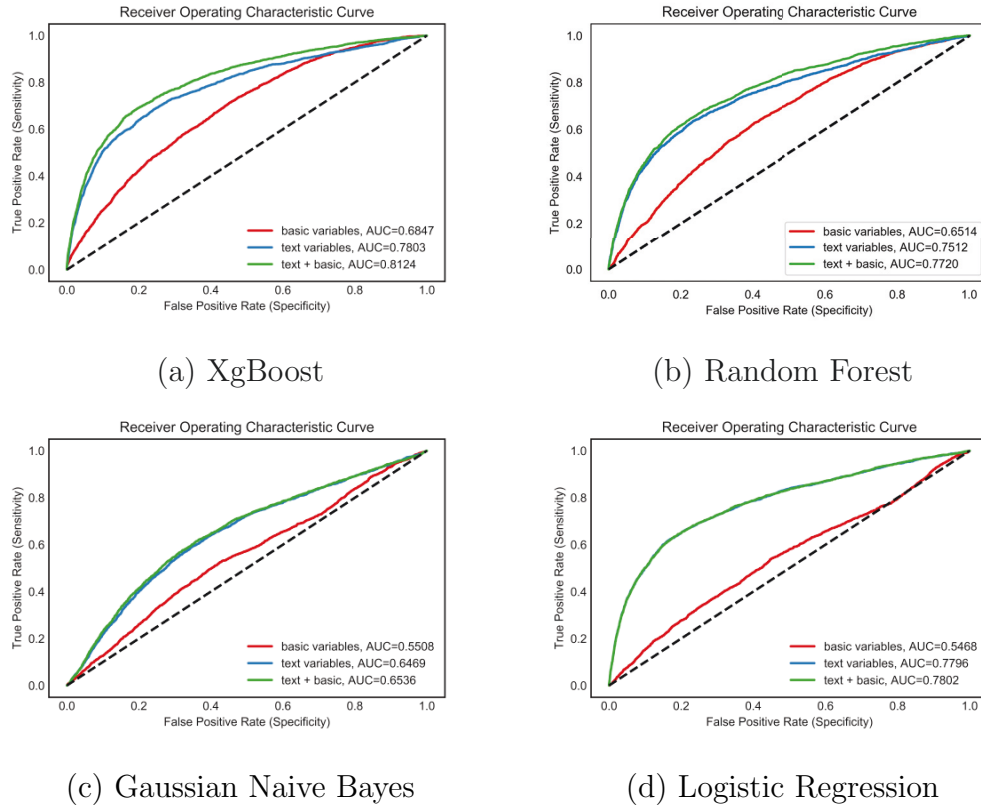 Receiver Operating Characteristic Curve
True Positive Rate (Sensitivity)
1.0
0.8
0.6
0.4
0.2
0.0
basic variables, AUC=0.6847
text variables, AUC=0.7803
text + basic, AUC=0.8124
0.0 0.2 0.4 0.6 0.8 1.0
False Positive Rate (Specificity)
(a) XgBoost
Receiver Operating Characteristic Curve
True Positive Rate (Sensitivity)
1.0
0.8
0.6
0.4
0.2
0.0
basic variables, AUC=0.6514
text variables, AUC=0.7512
text + basic, AUC=0.7720
0.0 0.2 0.4 0.6 0.8 1.0
False Positive Rate (Specificity)
(b) Random Forest
Receiver Operating Characteristic Curve
True Positive Rate (Sensitivity)
1.0
0.8
0.6
0.4
0.2
0.0
basic variables, AUC=0.5508
text variables, AUC=0.6469
text + basic, AUC=0.6536
0.0 0.2 0.4 0.6 0.8 1.0
False Positive Rate (Specificity)
(c) Gaussian Naive Bayes
Receiver Operating Characteristic Curve
True Positive Rate (Sensitivity)
1.0
0.8
0.6
0.4
0.2
0.0
basic variables, AUC=0.5468
text variables, AUC=0.7796
text + basic, AUC=0.7802
0.0 0.2 0.4 0.6 0.8 1.0
False Positive Rate (Specificity)
(d) Logistic Regression